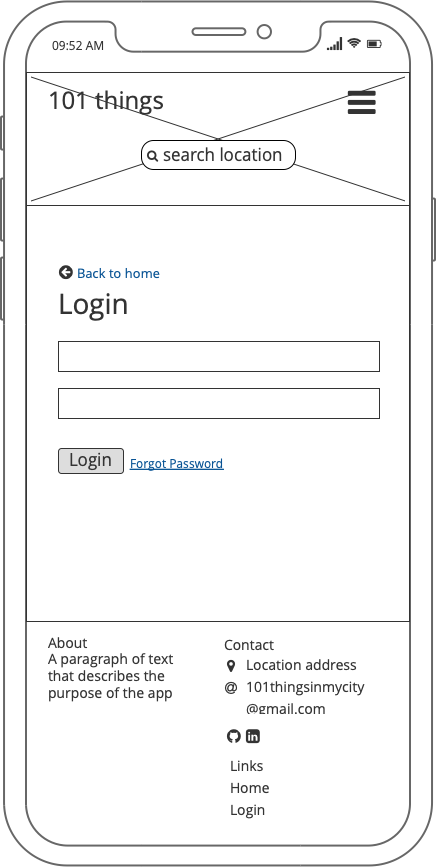 09:52 AM
101 things
search location
Back to home
Login
Login
Forgot Password
About
A paragraph of text
that describes the
purpose of the app
Contact
Location address
@ 101thingsinmycity
@gmail.com
Links
Home
Login